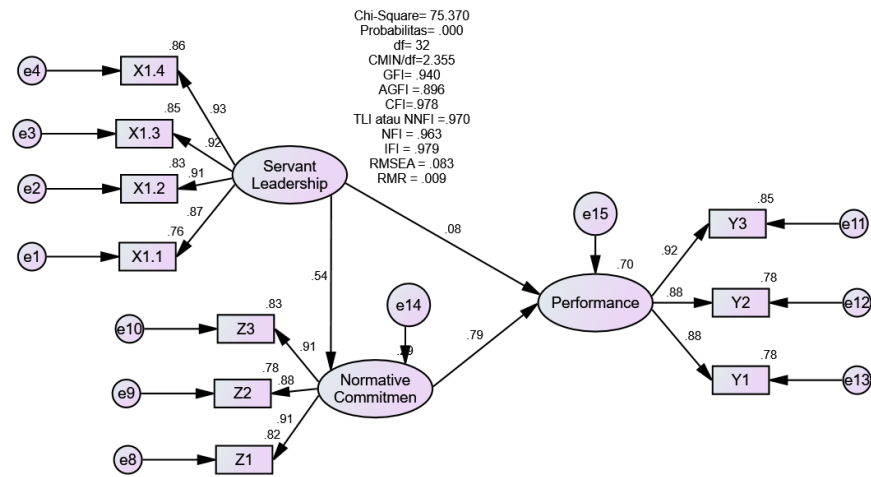 Chi-Square= 75.370
Probabilitas= .000
df= 32
CMIN/df=2.355
GFI= .940
AGFI =.896
CFI=.978
TLI atau NNFI =.970
NFI = .963
IFI = .979
RMSEA = .083
RMR = .009
.86
e4
X1.4
.93
.85
e3
X1.3
.92
.83
e2
X1.2
.91
.87
.76
e1
X1.1
Servant
Leadership
.08
.54
e15
.70
Performance
.85
Y3
e11
.92
.78
Y2
e12
.88
.88
.78
Y1
e13
e14
.29
.79
Normative
Commitmen
.83
e10
Z3
.91
.78
e9
Z2
.88
.91
.82
e8
Z1